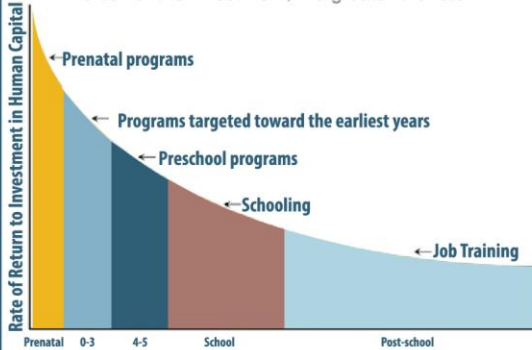 Rate of Return to Investment in Human Capital
Prenatal programs
Programs targeted toward the earliest years
Preschool programs
Schooling
Job Training
Prenatal 0-3 4-5 School Post-school